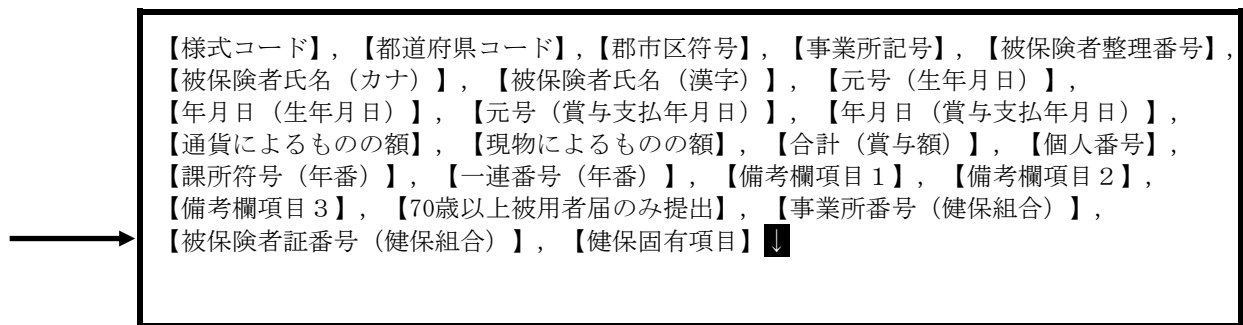 【様式コード】, 【都道府県コード】,【郡市区符号】, 【事業所記号】, 【被保険者整理番号】,
【被保険者氏名（カナ）】, 【被保険者氏名（漢字）】, 【元号（生年月日）】,
【年月日（生年月日）】, 【元号（賞与支払年月日）】, 【年月日（賞与支払年月日）】,
【通貨によるものの額】, 【現物によるものの額】, 【合計（賞与額）】, 【個人番号】,
【課所符号（年番）】, 【一連番号（年番）】, 【備考欄項目１】, 【備考欄項目２】,
【備考欄項目３】, 【70歳以上被用者届のみ提出】, 【事業所番号（健保組合）】,
【被保険者証番号（健保組合）】, 【健保固有項目】↓